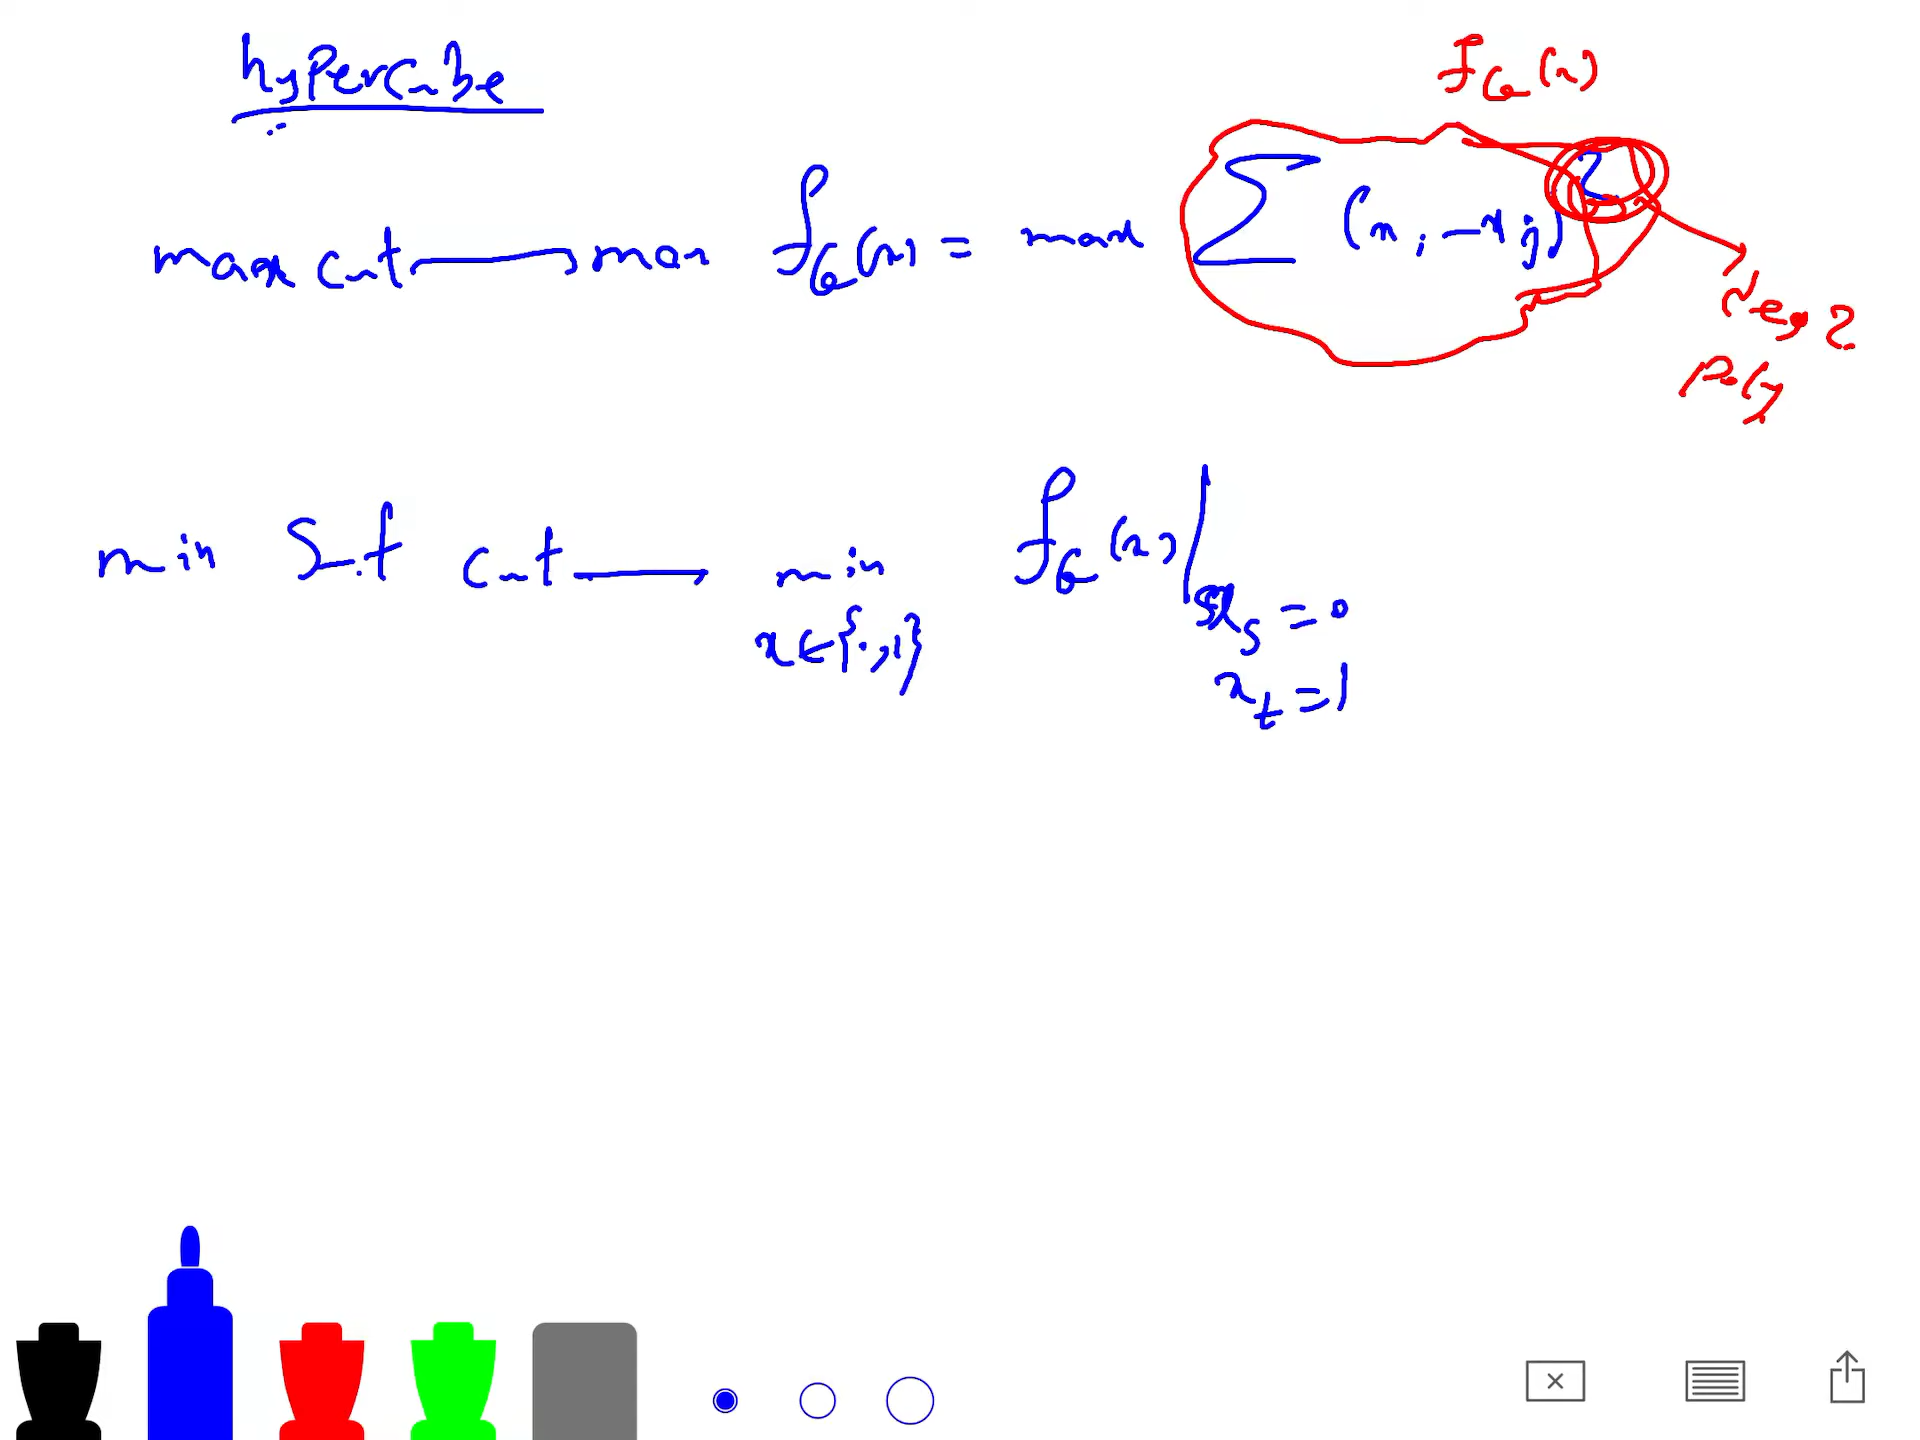 hypercube
f_G(x)
max cut → max f_G(x) = max Σ (x_i - x_j)^2
deg 2
poly
min s.t cut → min f_G(x) |
x ∈ {0,1}
x_s = 0
x_t = 1